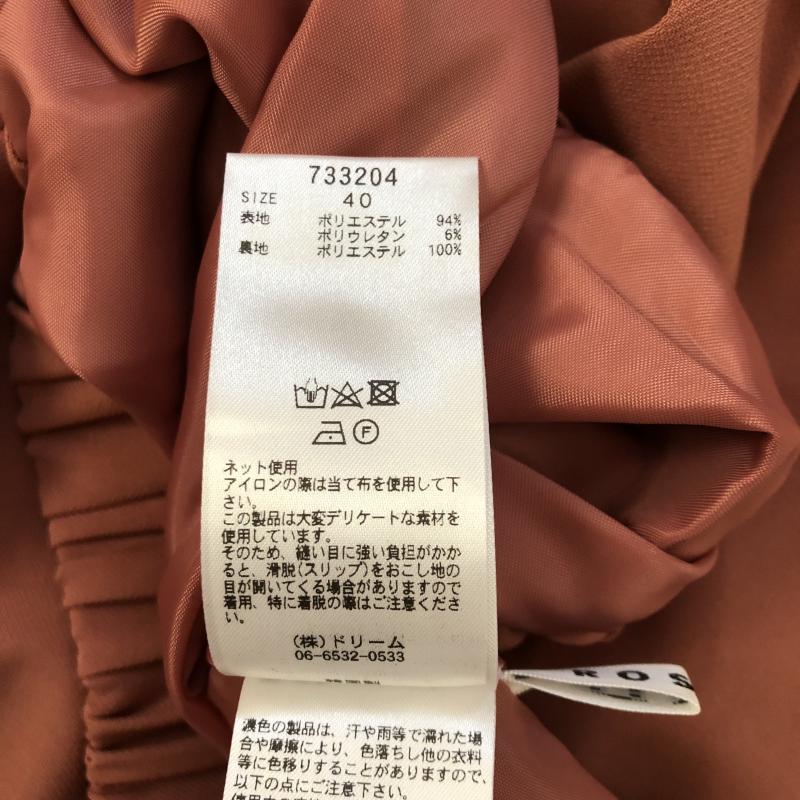 733204
SIZE 40
表地 ポリエステル 94%
ポリウレタン 6%
裏地 ポリエステル 100%
F
ネット使用
アイロンの際は当て布を使用して下
さい。
この製品は大変デリケートな素材を
使用しています。
そのため、縫い目に強い負担がかか
ると、滑脱(スリップ)をおこし地の
目が開いてくる場合がありますので
着用、特に着脱の際はご注意くださ
い。
(株)ドリーム
06-6532-0533
濃色の製品は、汗や雨等で濡れた場
合や摩擦により、色落ちし他の衣料
等に色移りすることがありますので、
以下の点にご注意下さい。
ROS